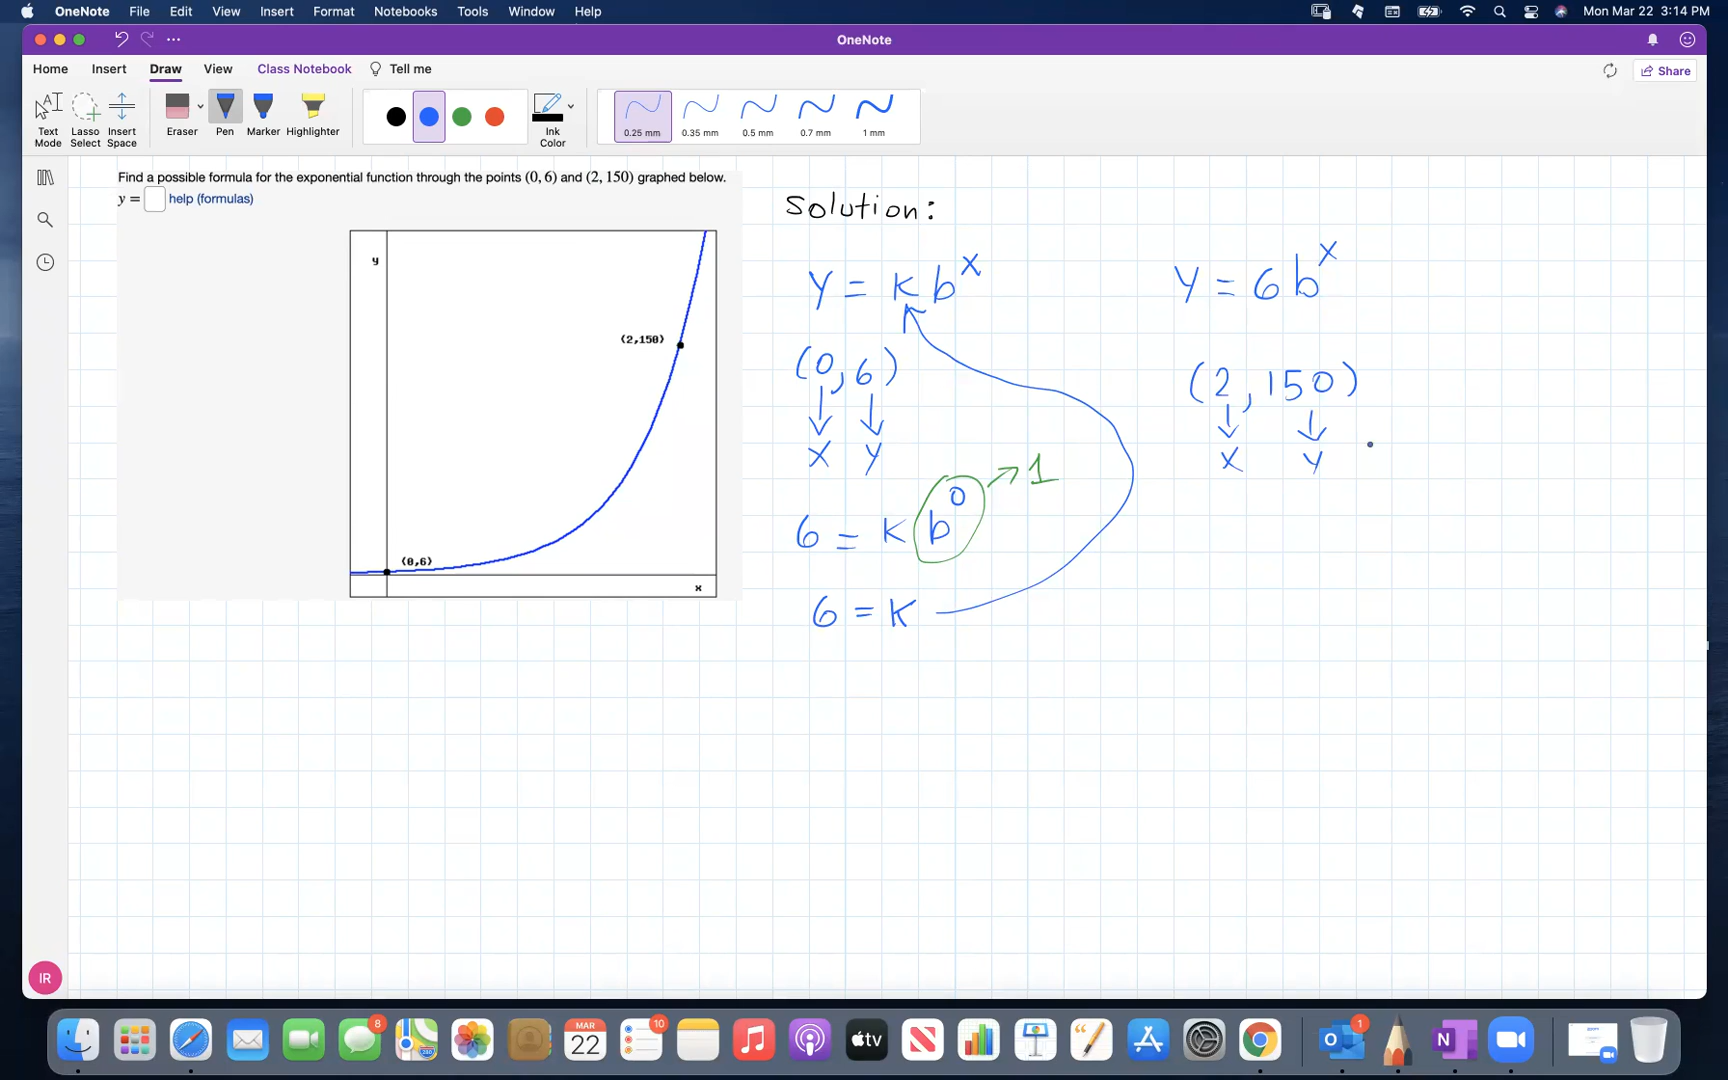 OneNote File Edit View Insert Format Notebooks Tools Window Help Mon Mar 22 3:14 PM
OneNote
Home Insert Draw View Class Notebook Tell me Share
Text Mode Lasso Select Insert Space Eraser Pen Marker Highlighter Ink Color 0.25 mm 0.35 mm 0.5 mm 0.7 mm 1 mm
Find a possible formula for the exponential function through the points (0, 6) and (2, 150) graphed below.
y = help (formulas)
y
(2,150)
(0,6)
x
Solution:
Y = K b^x
(0, 6)
↓ ↓
X Y
6 = K b^0 → 1
6 = K
Y = 6 b^x
(2, 150)
↓ ↓
X Y
IR
8
MAR
22
10
tv
N
1